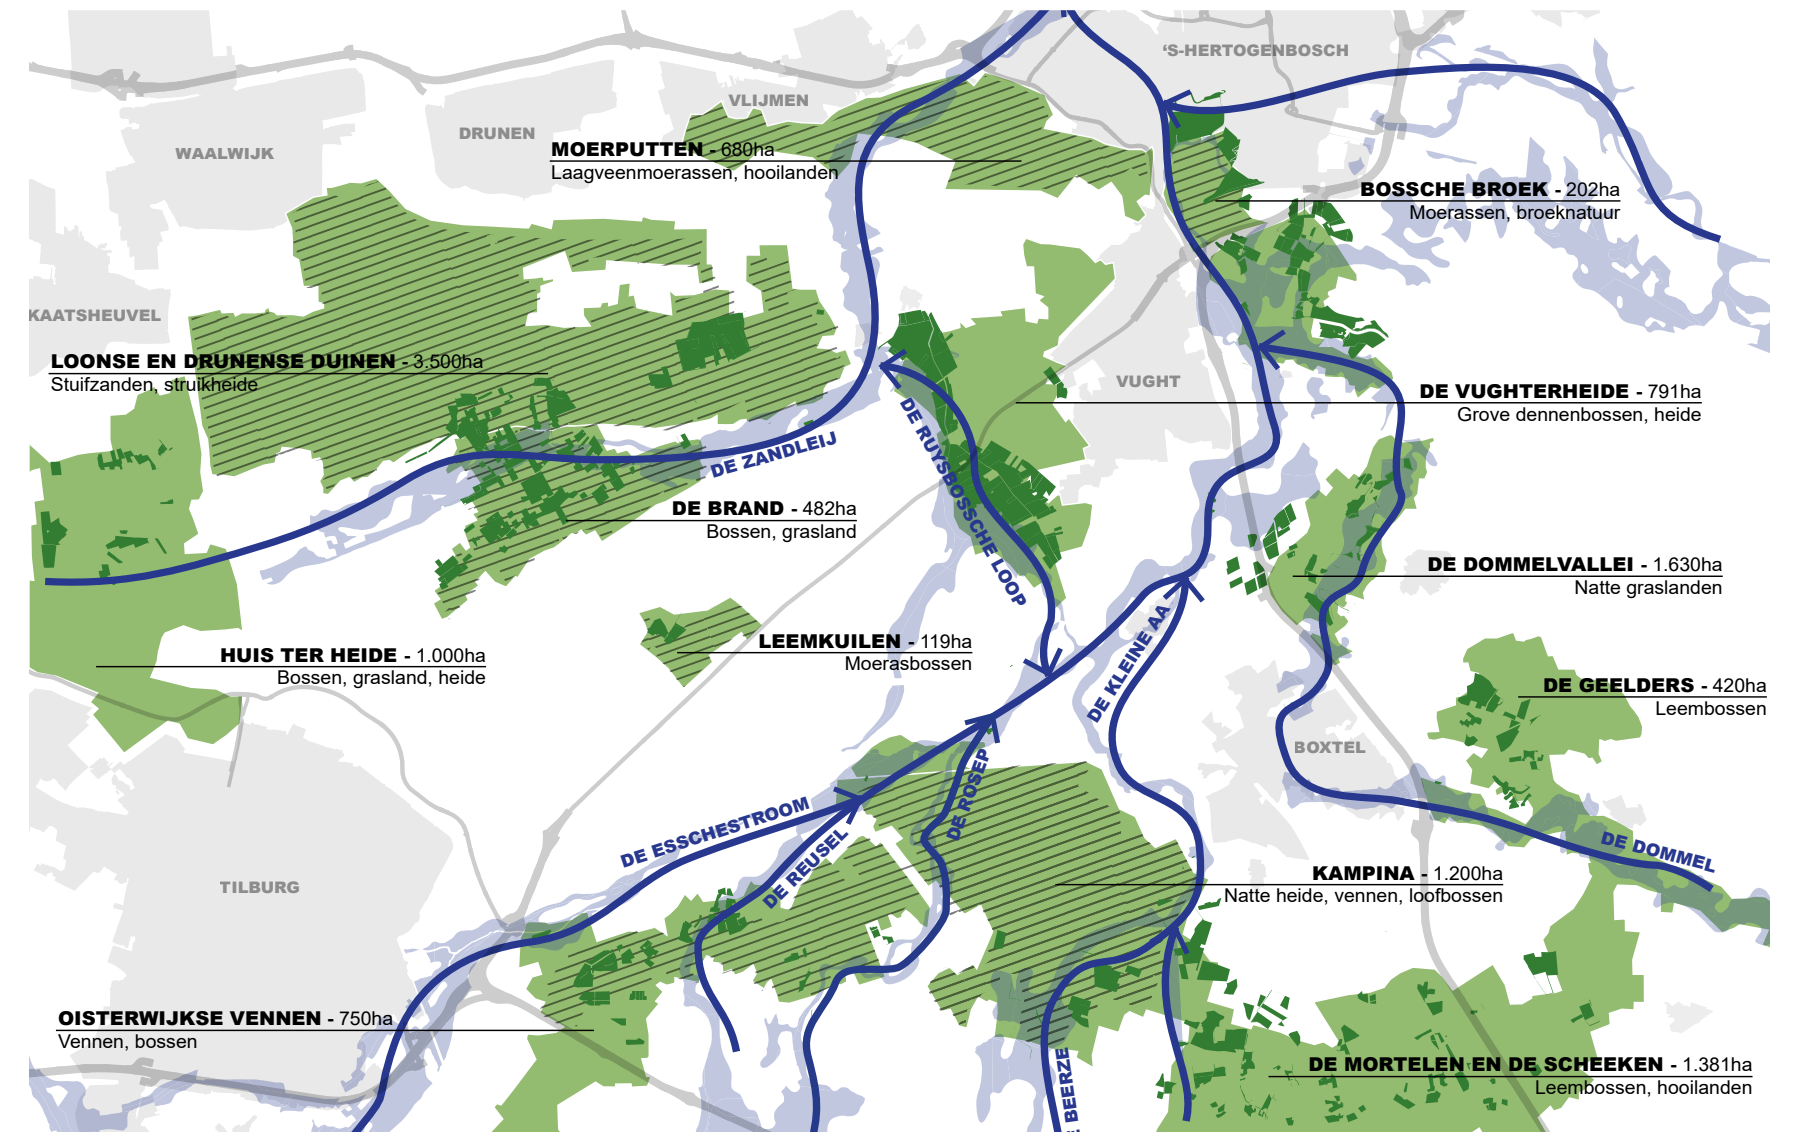 'S-HERTOGENBOSCH
VLIJMEN
DRUNEN
WAALWIJK
MOERPUTTEN - 680ha
Laagveenmoerassen, hooilanden
BOSSCHE BROEK - 202ha
Moerassen, broeknatuur
KAATSHEUVEL
LOONSE EN DRUNENSE DUINEN - 3.500ha
Stuifzanden, struikheide
VUGHT
DE VUGHTERHEIDE - 791ha
Grove dennenbossen, heide
DE ZANDLEIJ
DE RUYSBOSSCHE LOOP
DE BRAND - 482ha
Bossen, grasland
DE DOMMELVALLEI - 1.630ha
Natte graslanden
LEEMKUILEN - 119ha
Moerasbossen
DE KLEINE AA
HUIS TER HEIDE - 1.000ha
Bossen, grasland, heide
DE GEELDERS - 420ha
Leembossen
BOXTEL
DE ROSEP
DE ESSCHESTROOM
DE REUSEL
DE DOMMEL
TILBURG
KAMPINA - 1.200ha
Natte heide, vennen, loofbossen
OISTERWIJKSE VENNEN - 750ha
Vennen, bossen
BEERZE
DE MORTELEN EN DE SCHEEKEN - 1.381ha
Leembossen, hooilanden